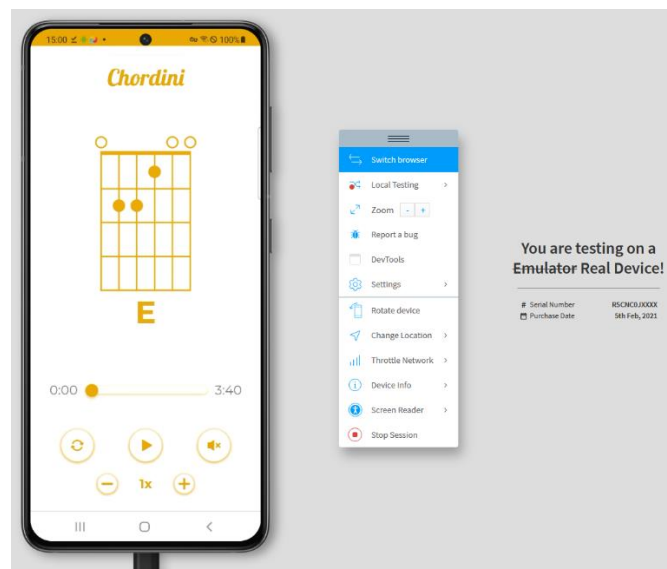 15:00
100%
Chordini
E
0:00
3:40
1x
Switch browser
Local Testing
Zoom - +
Report a bug
DevTools
Settings
Rotate device
Change Location
Throttle Network
Device Info
Screen Reader
Stop Session
You are testing on a
Emulator Real Device!
# Serial Number R5CNC0JXXXX
Purchase Date 5th Feb, 2021